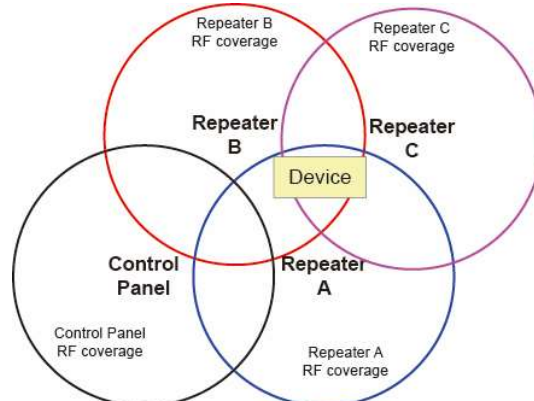 Repeater B
RF coverage
Repeater C
RF coverage
Repeater
B
Repeater
C
Device
Control
Panel
Repeater
A
Control Panel
RF coverage
Repeater A
RF coverage